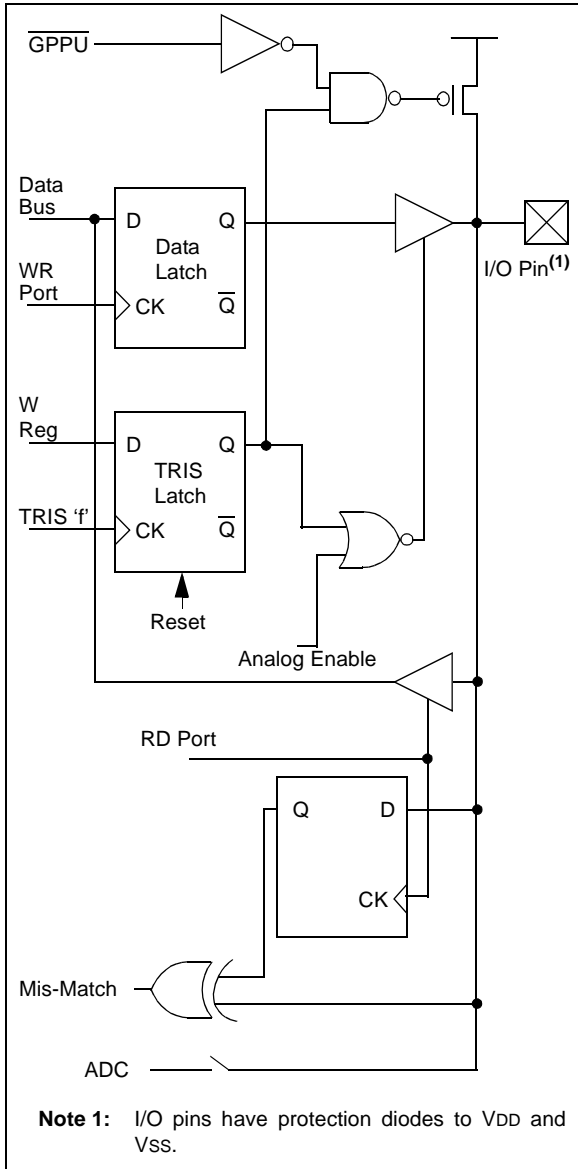 G̅P̅P̅U̅
Data
Bus
D
Q
I/O Pin(1)
Data
Latch
WR
Port
CK
Q̅
W
Reg
D
Q
TRIS
Latch
TRIS ‘f’
CK
Q̅
Reset
Analog Enable
RD Port
Q
D
CK
Mis-Match
ADC
Note 1: I/O pins have protection diodes to VDD and
VSS.